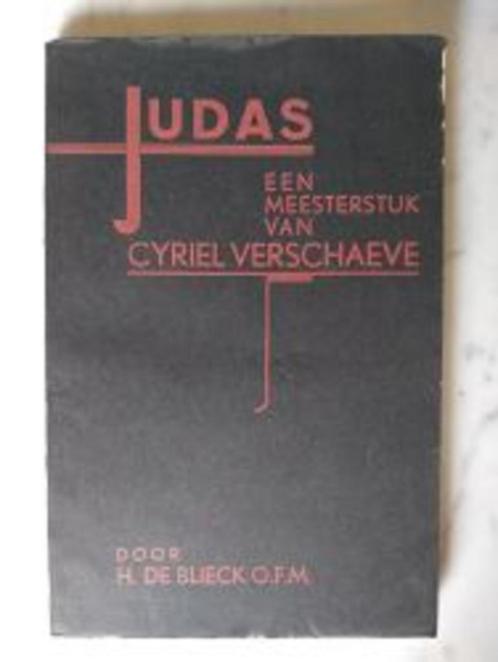 JUDAS
EEN
MEESTERSTUK
VAN
CYRIEL VERSCHAEVE
DOOR
H. DE BLIECK O.F.M.